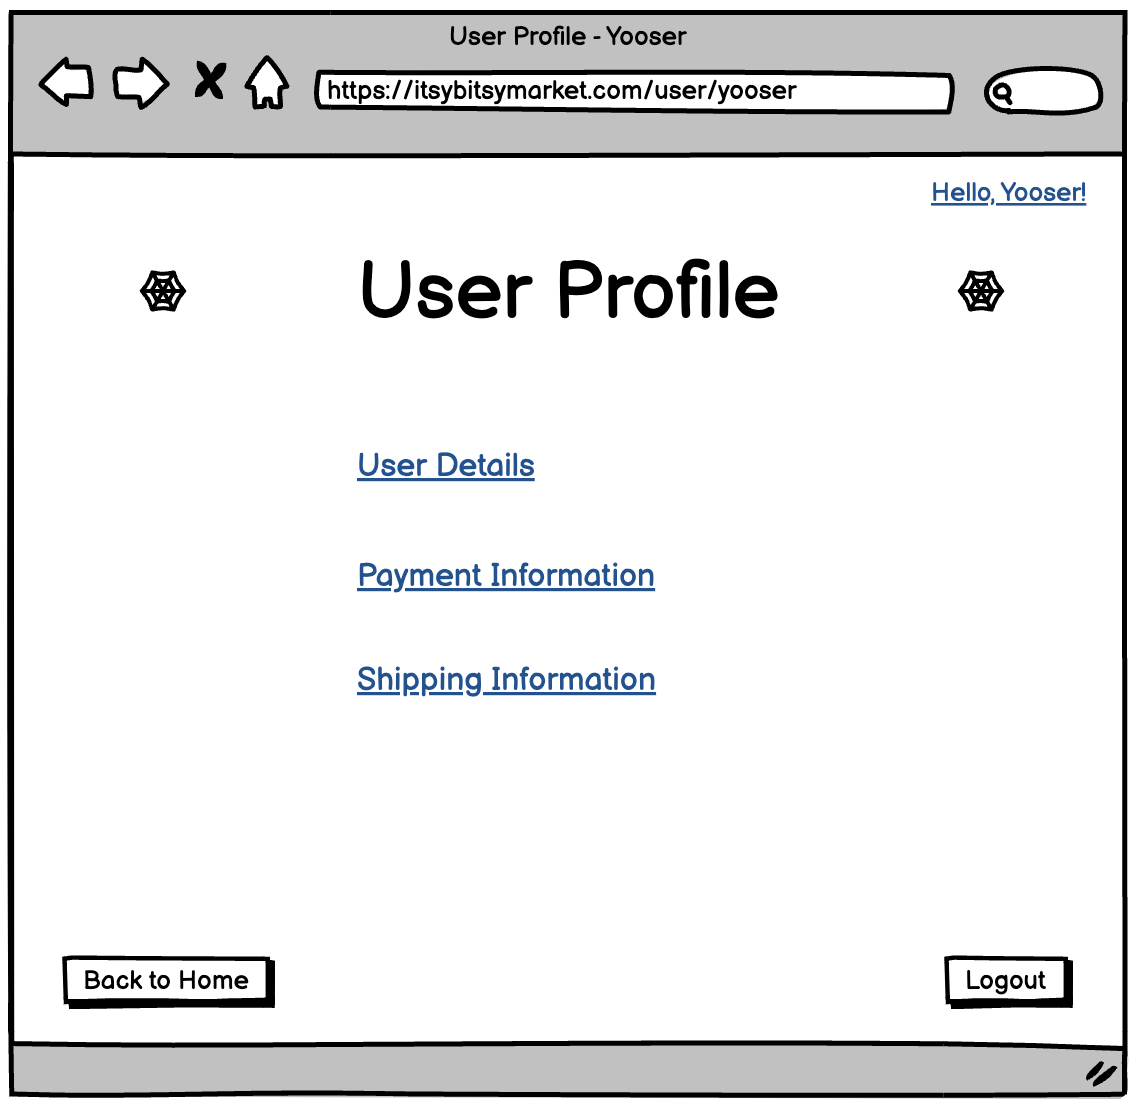 User Profile - Yooser
https://itsybitsymarket.com/user/yooser
Hello, Yooser!
User Profile
User Details
Payment Information
Shipping Information
Back to Home
Logout